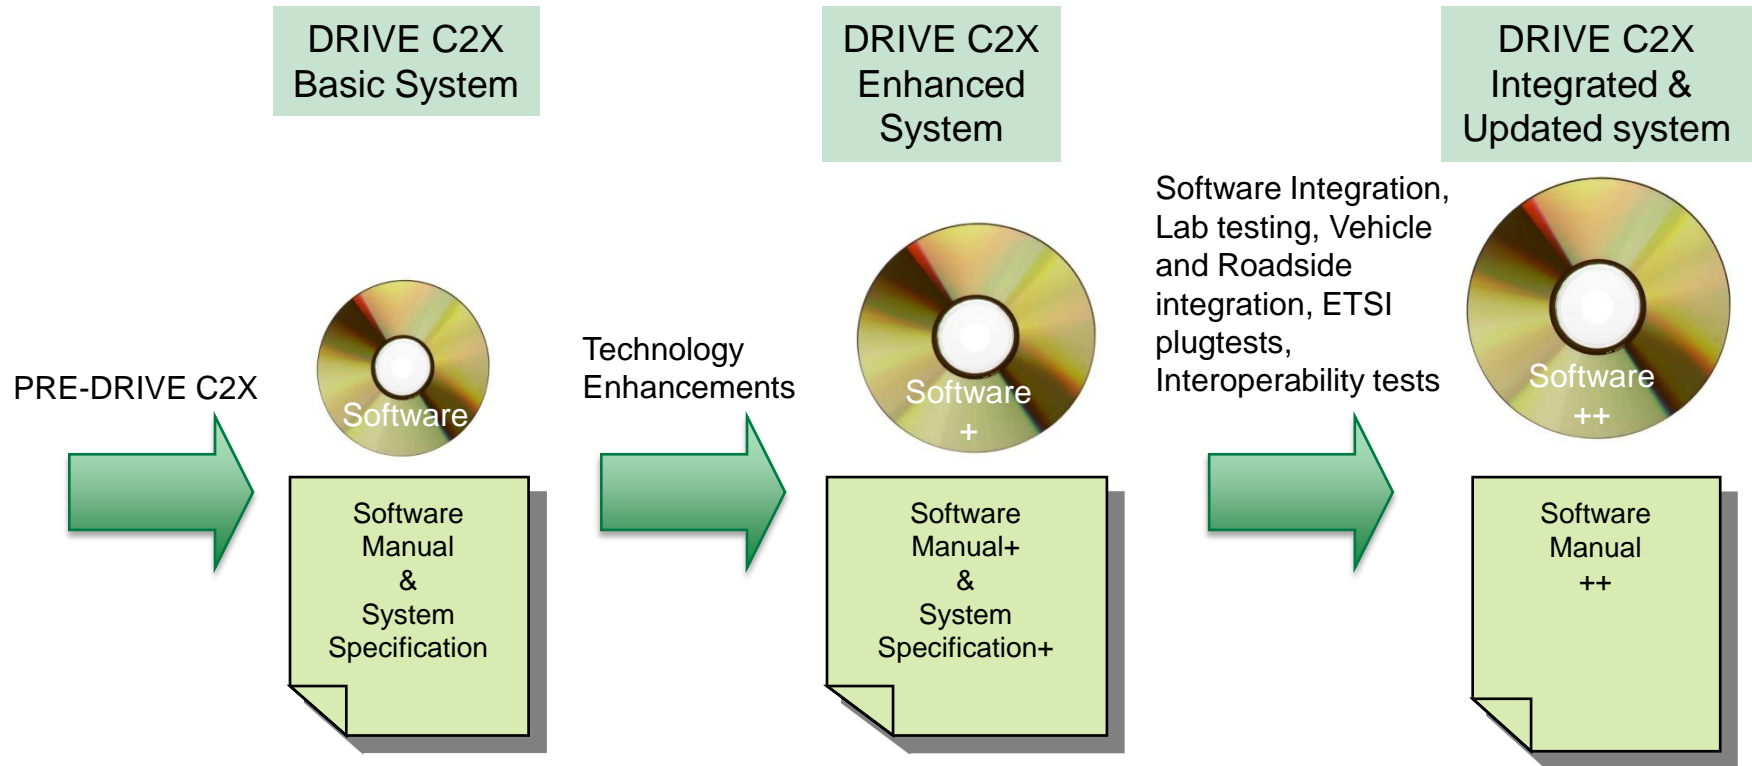 DRIVE C2X
Basic System
DRIVE C2X
Enhanced
System
DRIVE C2X
Integrated &
Updated system
PRE-DRIVE C2X
Software
Software
Manual
&
System
Specification
Technology
Enhancements
Software
+
Software
Manual+
&
System
Specification+
Software Integration,
Lab testing, Vehicle
and Roadside
integration, ETSI
plugtests,
Interoperability tests
Software
++
Software
Manual
++